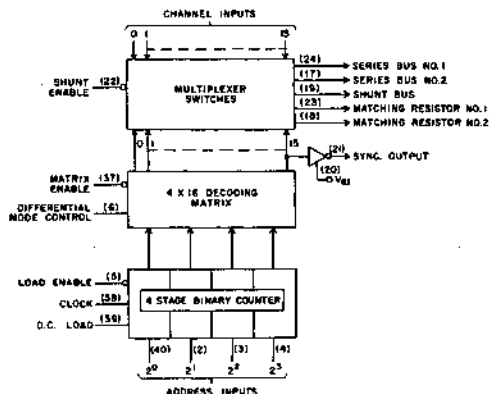 CHANNEL INPUTS
0 1 15
(24) SERIES BUS NO. 1
(17) SERIES BUS NO. 2
(19) SHUNT BUS
(23) MATCHING RESISTOR NO. 1
(18) MATCHING RESISTOR NO. 2
SHUNT ENABLE (22)
MULTIPLEXER SWITCHES
0 1 15
(21) SYNC. OUTPUT
(20)
MATRIX ENABLE (37)
4 X 16 DECODING MATRIX
DIFFERENTIAL MODE CONTROL (6)
LOAD ENABLE (5)
CLOCK (38)
D.C. LOAD (39)
4 STAGE BINARY COUNTER
(40) (2) (3) (4)
2⁰ 2¹ 2² 2³
ADDRESS INPUTS